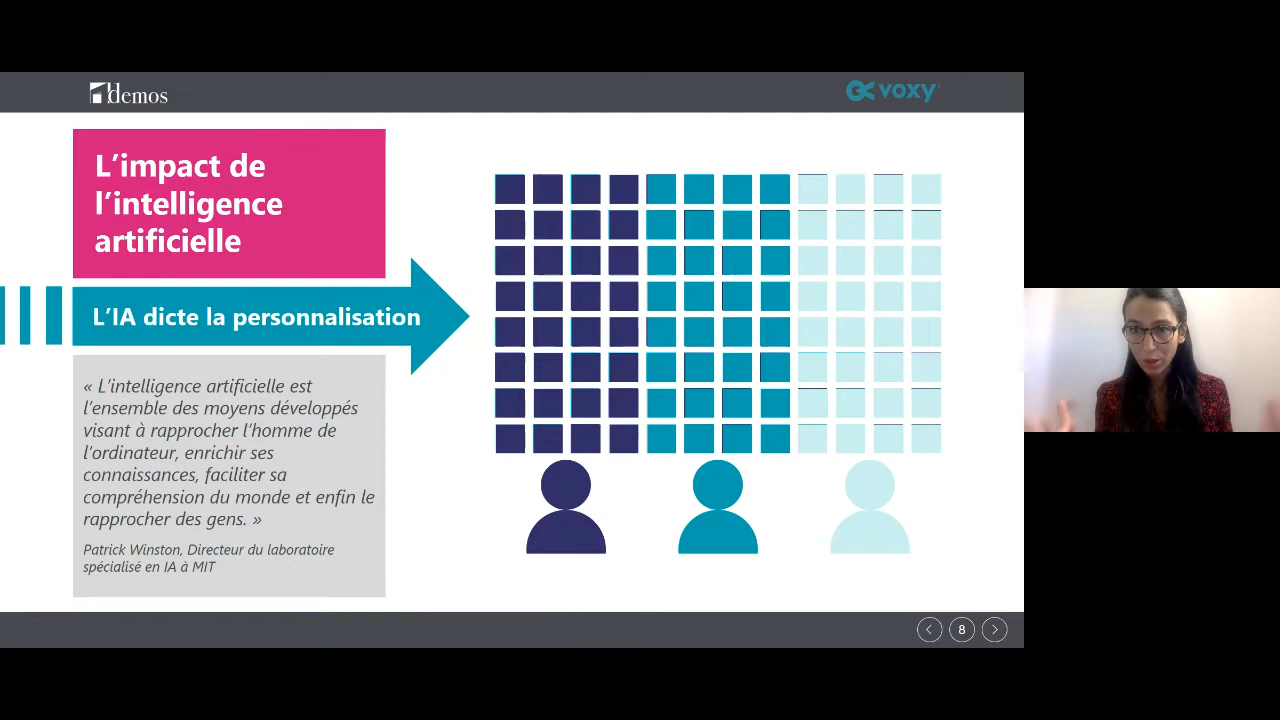 demos
voxy
L’impact de
l’intelligence
artificielle
L’IA dicte la personnalisation
« L’intelligence artificielle est
l’ensemble des moyens développés
visant à rapprocher l’homme de
l’ordinateur, enrichir ses
connaissances, faciliter sa
compréhension du monde et enfin le
rapprocher des gens. »
Patrick Winston, Directeur du laboratoire
spécialisé en IA à MIT
8